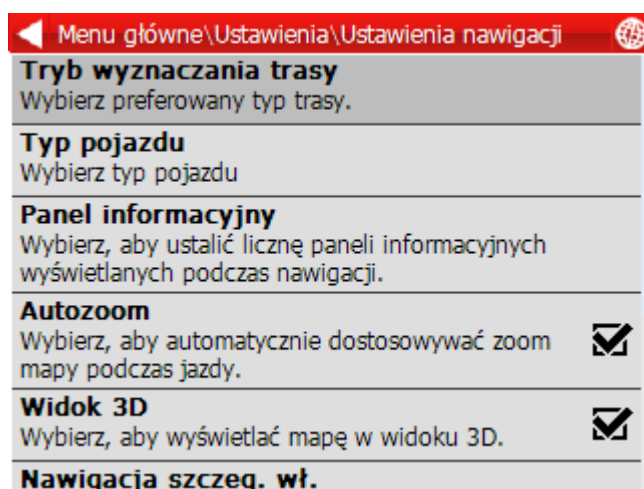 Menu główne\Ustawienia\Ustawienia nawigacji
Tryb wyznaczania trasy
Wybierz preferowany typ trasy.
Typ pojazdu
Wybierz typ pojazdu
Panel informacyjny
Wybierz, aby ustalić licznę paneli informacyjnych
wyświetlanych podczas nawigacji.
Autozoom
Wybierz, aby automatycznie dostosowywać zoom
mapy podczas jazdy.
Widok 3D
Wybierz, aby wyświetlać mapę w widoku 3D.
Nawigacja szczeg. wł.